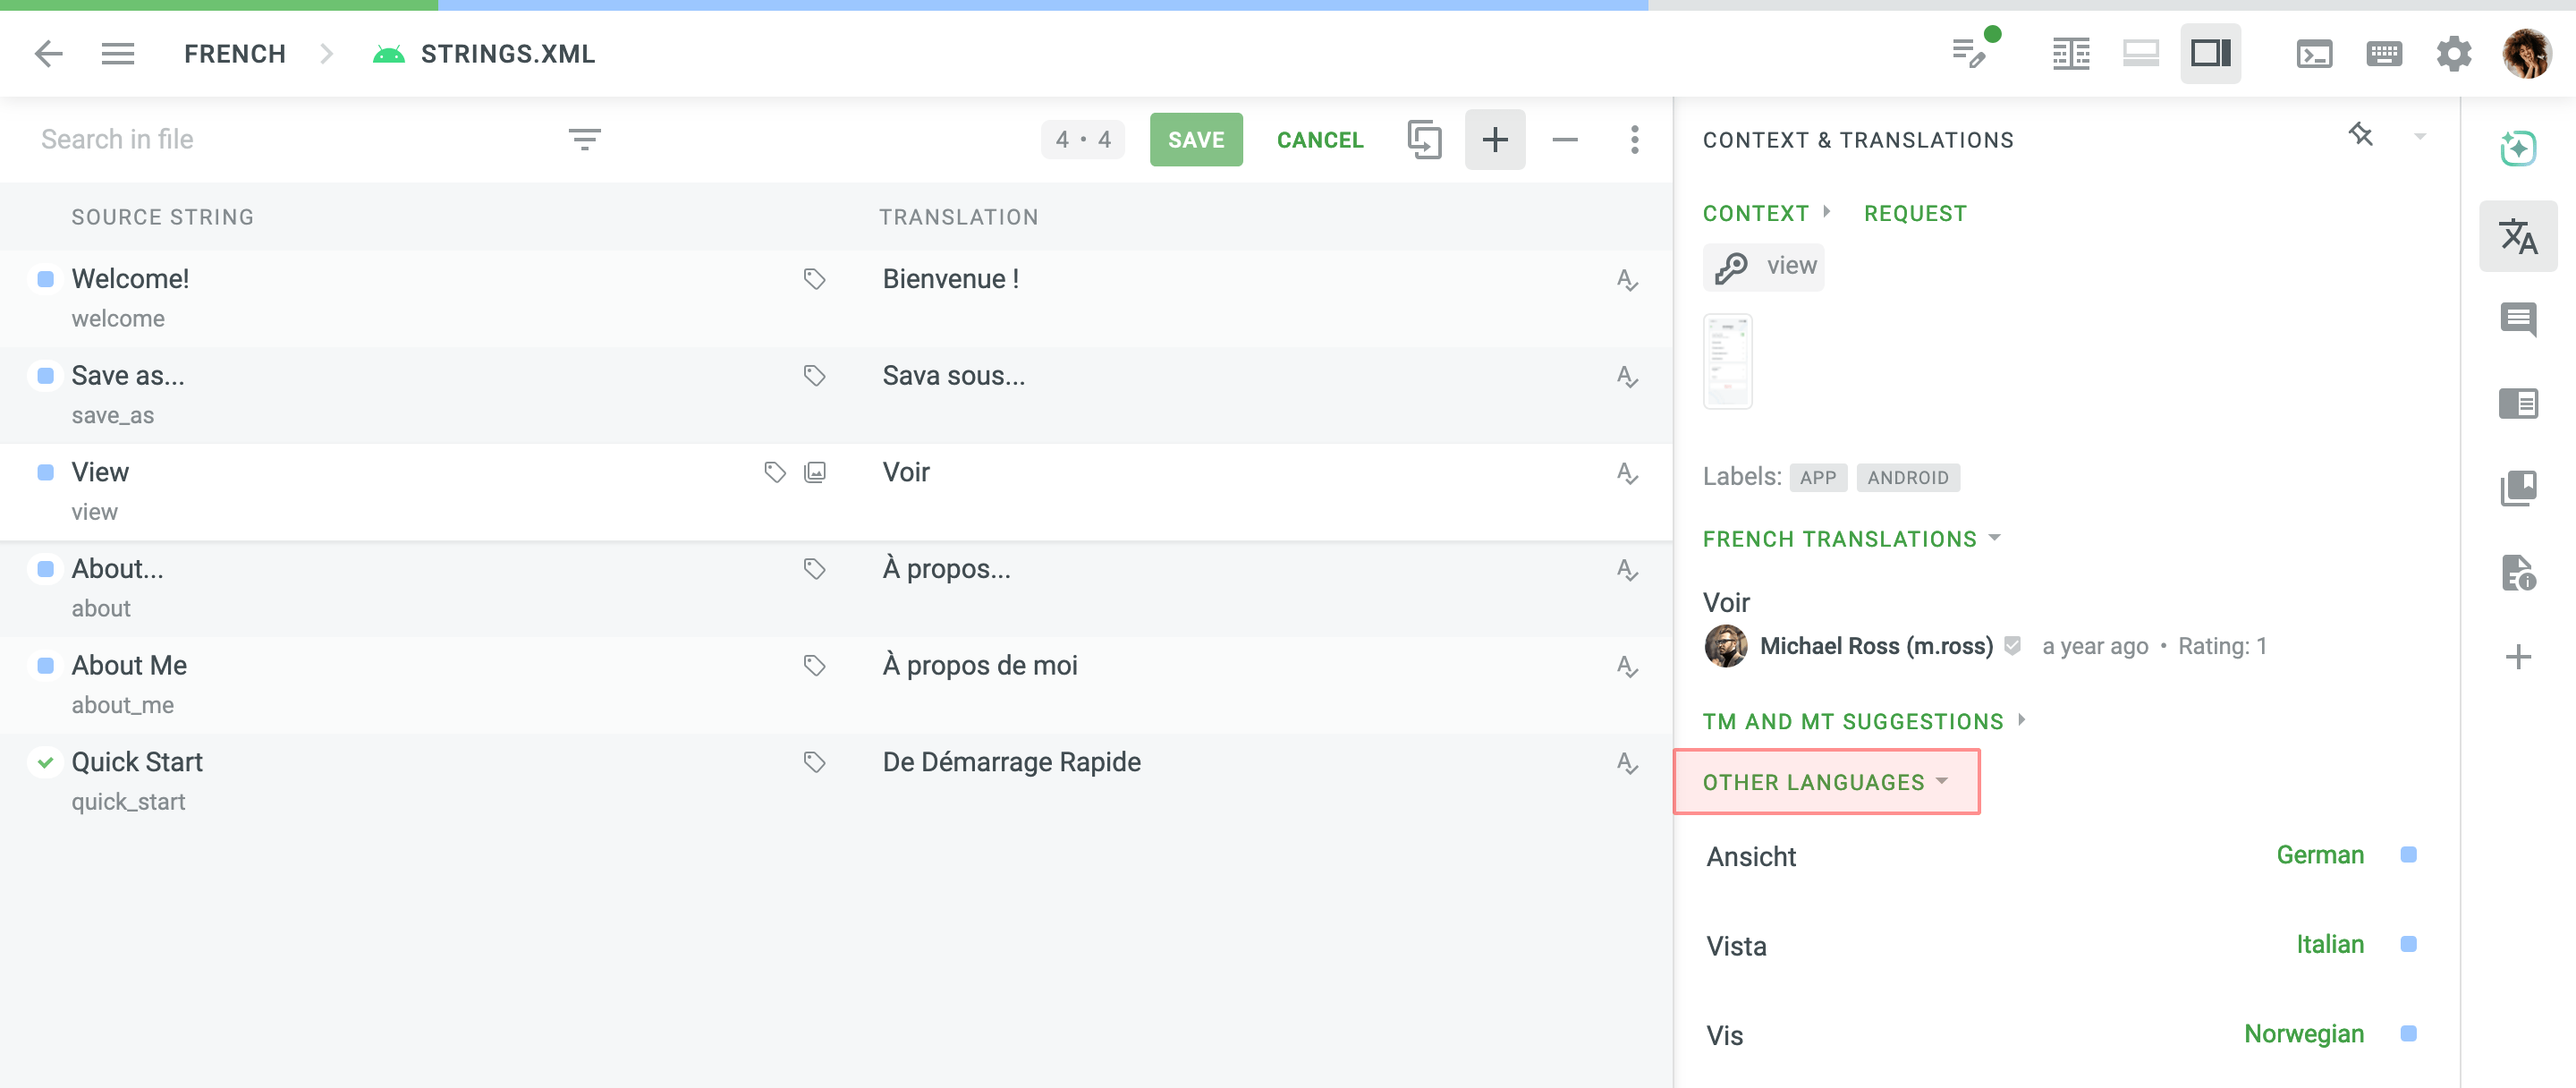 FRENCH
STRINGS.XML
Search in file
4 • 4
SAVE
CANCEL
SOURCE STRING
TRANSLATION
Welcome!
welcome
Bienvenue !
Save as...
save_as
Sava sous...
View
view
Voir
About...
about
À propos...
About Me
about_me
À propos de moi
Quick Start
quick_start
De Démarrage Rapide
CONTEXT & TRANSLATIONS
CONTEXT
REQUEST
view
Labels: APP ANDROID
FRENCH TRANSLATIONS
Voir
Michael Ross (m.ross) a year ago • Rating: 1
TM AND MT SUGGESTIONS
OTHER LANGUAGES
Ansicht German
Vista Italian
Vis Norwegian